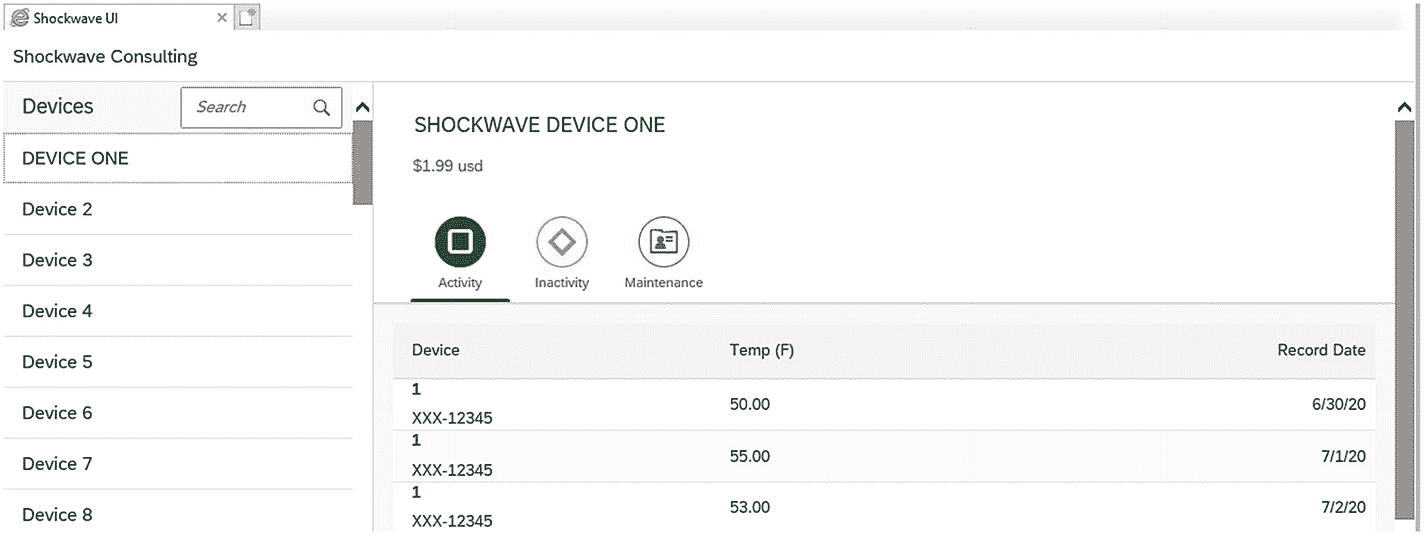 Shockwave UI
Shockwave Consulting
Devices
Search
DEVICE ONE
Device 2
Device 3
Device 4
Device 5
Device 6
Device 7
Device 8
SHOCKWAVE DEVICE ONE
$1.99 usd
Activity Inactivity Maintenance
Device Temp (F) Record Date
1
XXX-12345 50.00 6/30/20
1
XXX-12345 55.00 7/1/20
1
XXX-12345 53.00 7/2/20